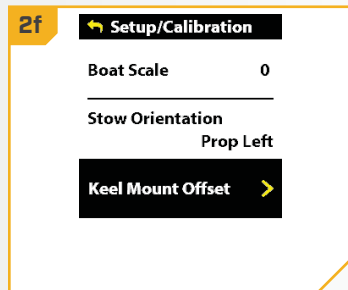 2f
Setup/Calibration
Boat Scale 0
Stow Orientation
Prop Left
Keel Mount Offset